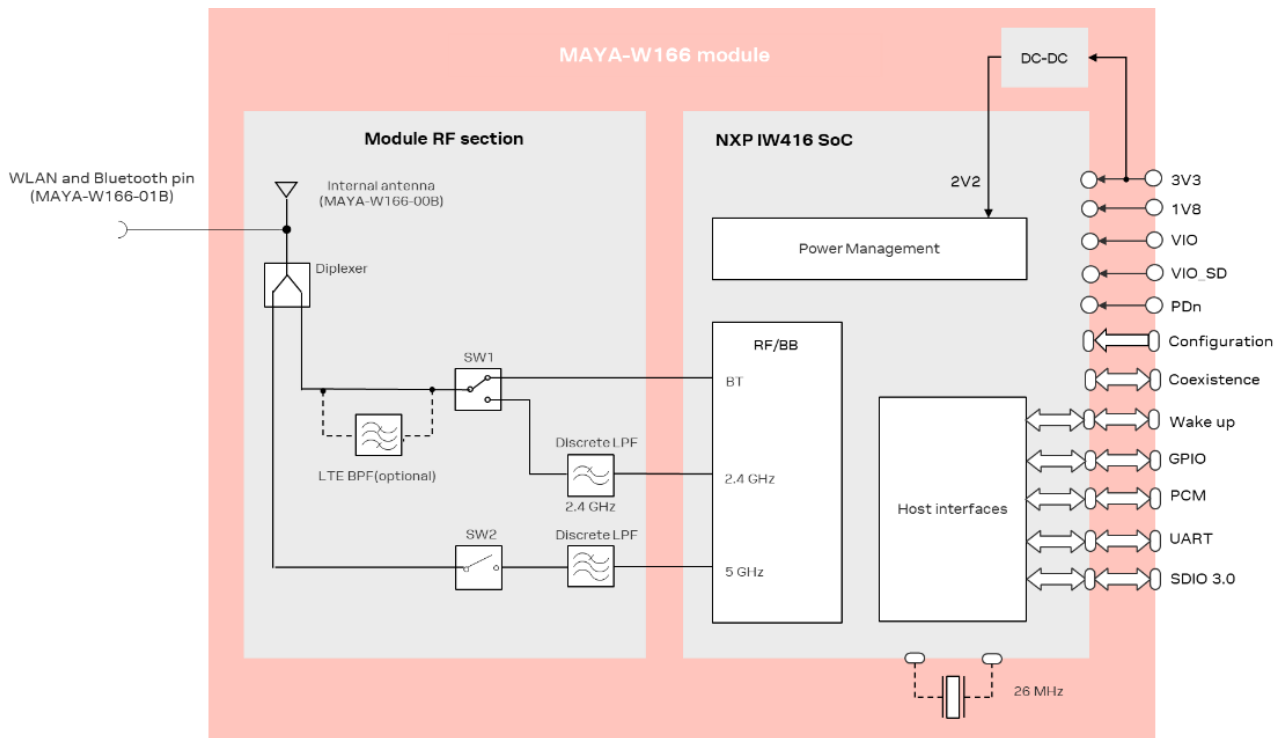 MAYA-W166 module
DC-DC
Module RF section
NXP IW416 SoC
WLAN and Bluetooth pin
(MAYA-W166-01B)
Internal antenna
(MAYA-W166-00B)
2V2
3V3
1V8
Power Management
VIO
Diplexer
VIO_SD
PDn
RF/BB
Configuration
SW1
BT
Coexistence
Wake up
Discrete LPF
GPIO
LTE BPF(optional)
2.4 GHz
2.4 GHz
PCM
Host interfaces
SW2
Discrete LPF
UART
5 GHz
SDIO 3.0
26 MHz